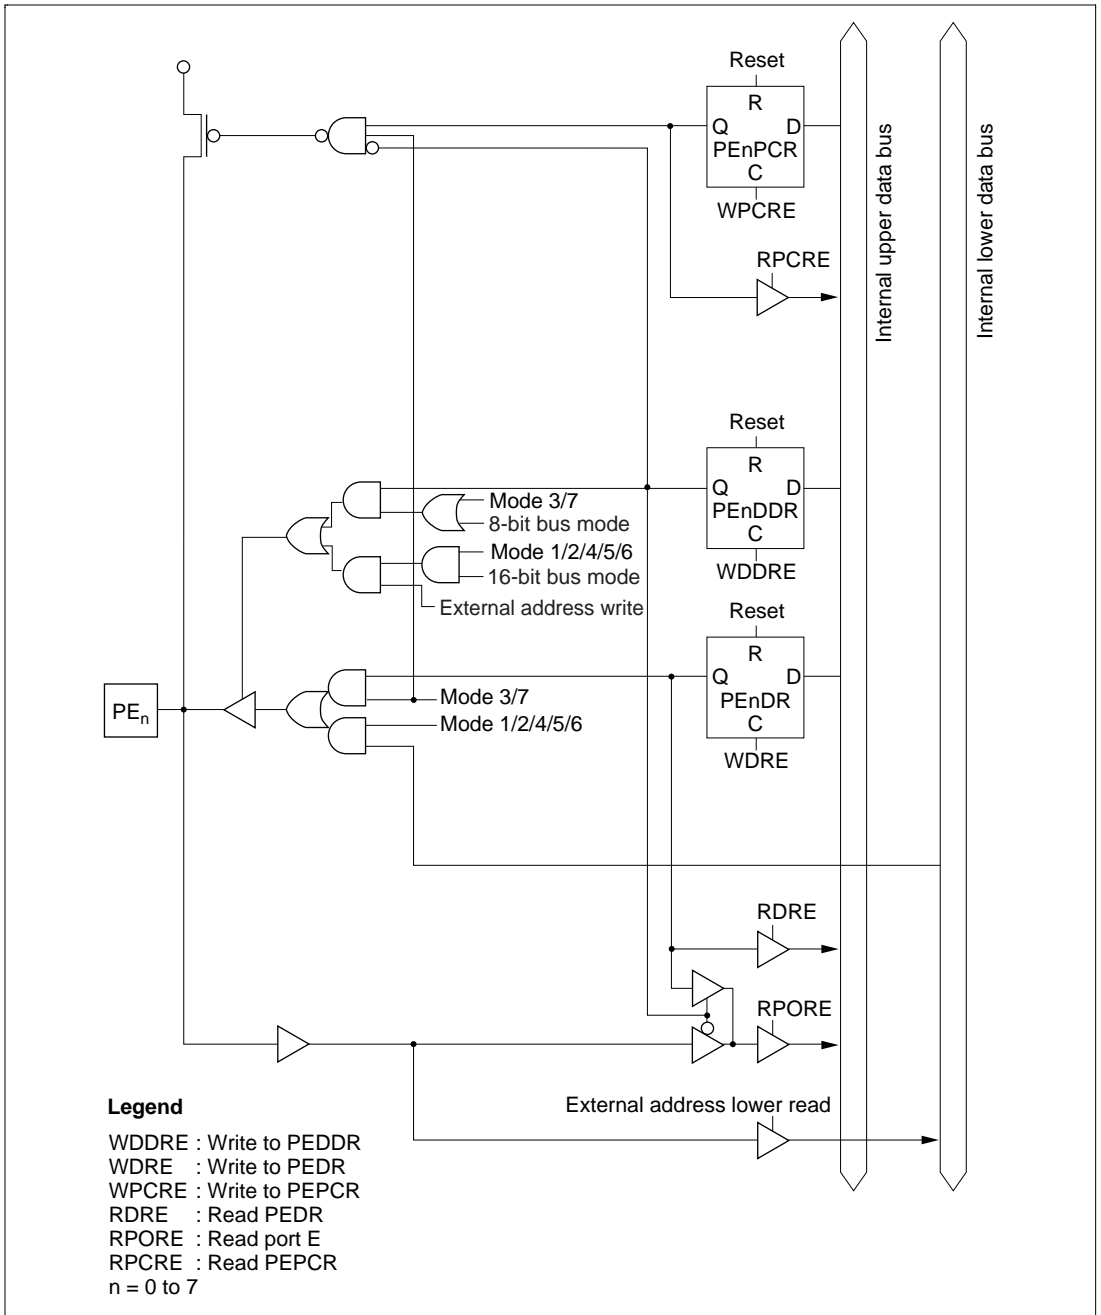 Reset
R
Q D
PEnPCR
C
WPCRE
RPCRE
Internal upper data bus
Internal lower data bus
Reset
R
Q D
PEnDDR
C
WDDRE
Mode 3/7
8-bit bus mode
Mode 1/2/4/5/6
16-bit bus mode
External address write
Reset
R
Q D
PEnDR
C
WDRE
Mode 3/7
Mode 1/2/4/5/6
PEn
RDRE
RPORE
External address lower read
Legend
WDDRE : Write to PEDDR
WDRE : Write to PEDR
WPCRE : Write to PEPCR
RDRE : Read PEDR
RPORE : Read port E
RPCRE : Read PEPCR
n = 0 to 7